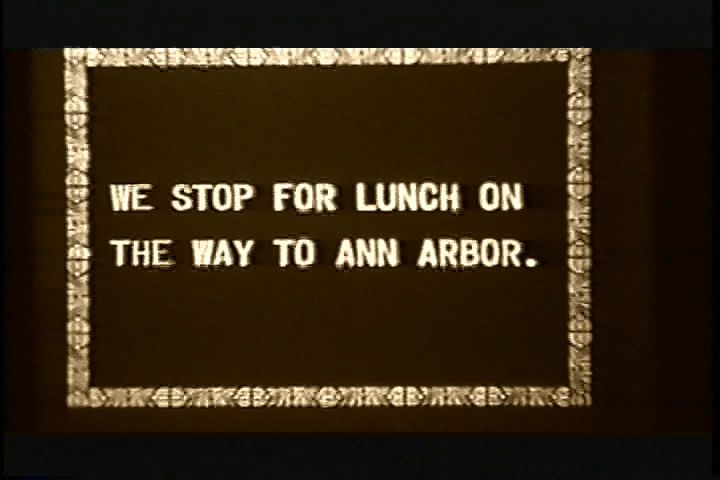 WE STOP FOR LUNCH ON
THE WAY TO ANN ARBOR.